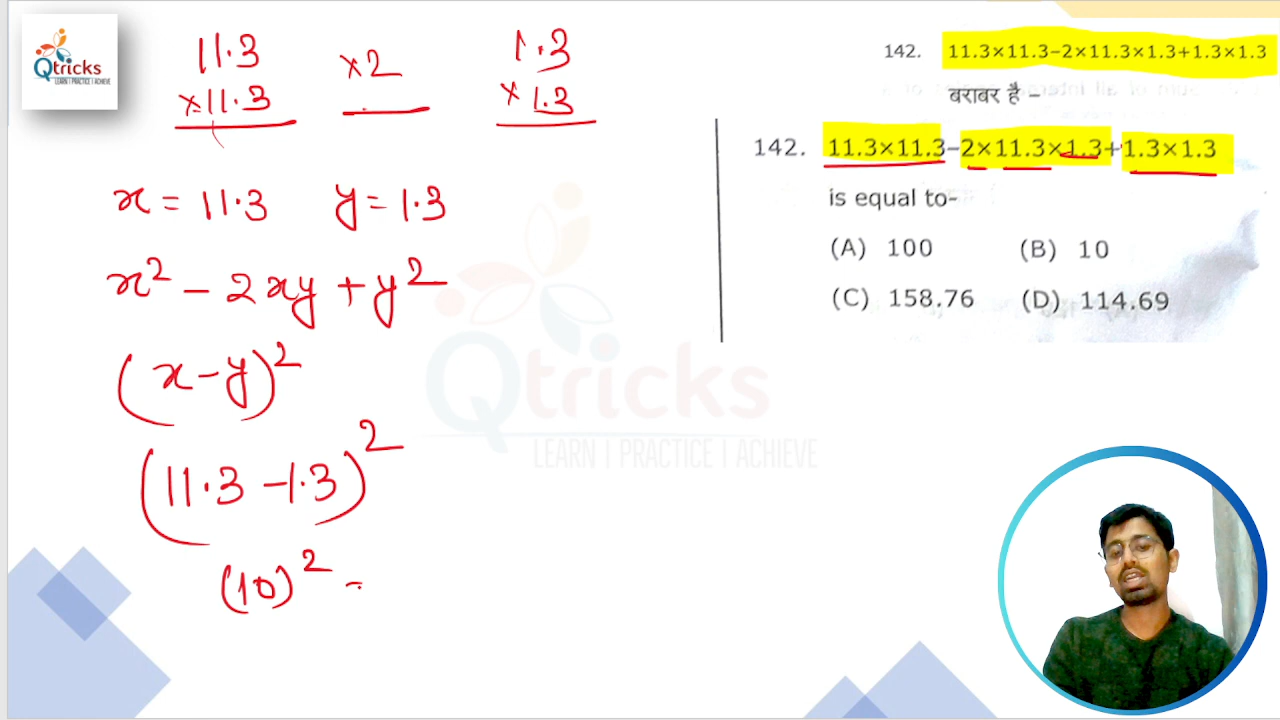 Qtricks
LEARN | PRACTICE | ACHIEVE
11.3
×11.3
×2
1.3
×1.3
x = 11.3 y = 1.3
x² - 2xy + y²
(x-y)²
(11.3 -1.3)²
(10)² =
142. 11.3×11.3–2×11.3×1.3+1.3×1.3
बराबर है –
142. 11.3×11.3–2×11.3×1.3+1.3×1.3
is equal to-
(A) 100 (B) 10
(C) 158.76 (D) 114.69
Qtricks
LEARN | PRACTICE | ACHIEVE